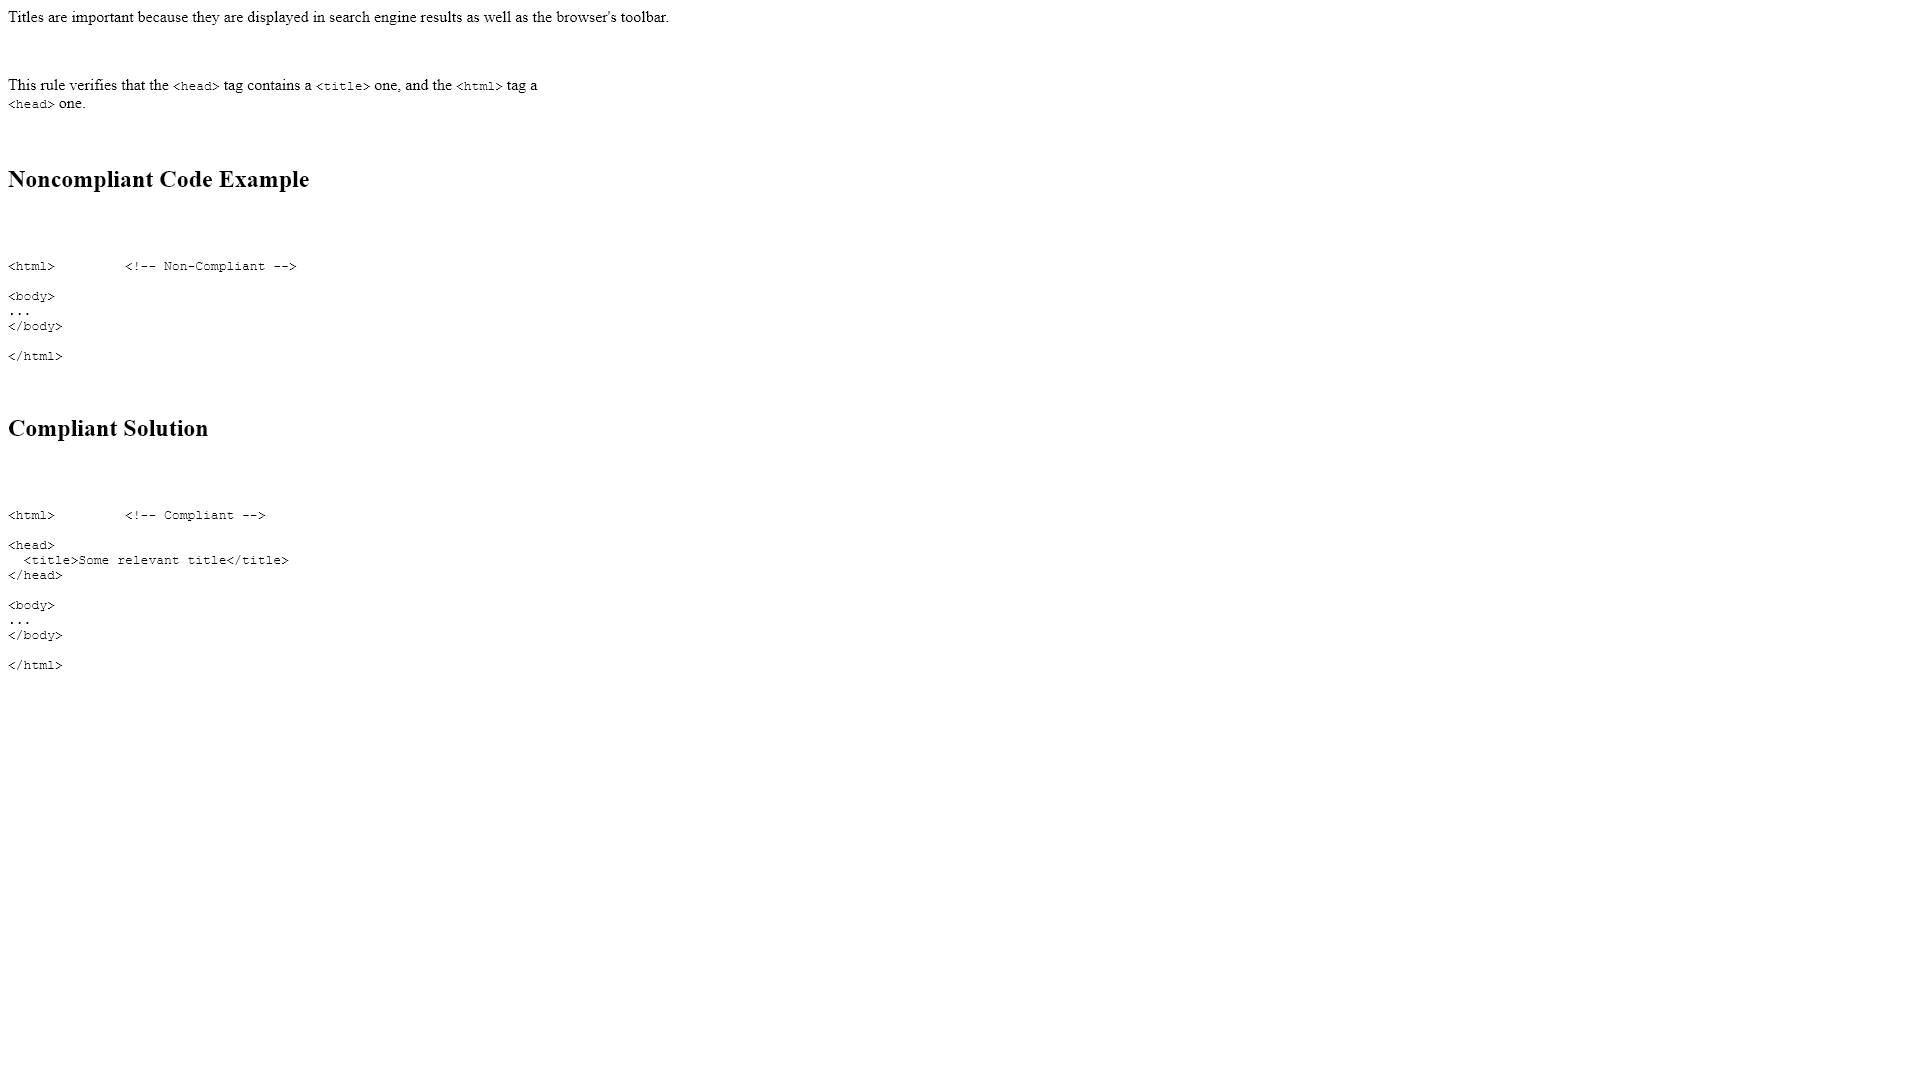 Titles are important because they are displayed in search engine results as well as the browser's toolbar.
This rule verifies that the <head> tag contains a <title> one, and the <html> tag a
<head> one.
Noncompliant Code Example
<html>         <!-- Non-Compliant -->
<body>
...
</body>
</html>
Compliant Solution
<html>         <!-- Compliant -->
<head>
  <title>Some relevant title</title>
</head>
<body>
...
</body>
</html>